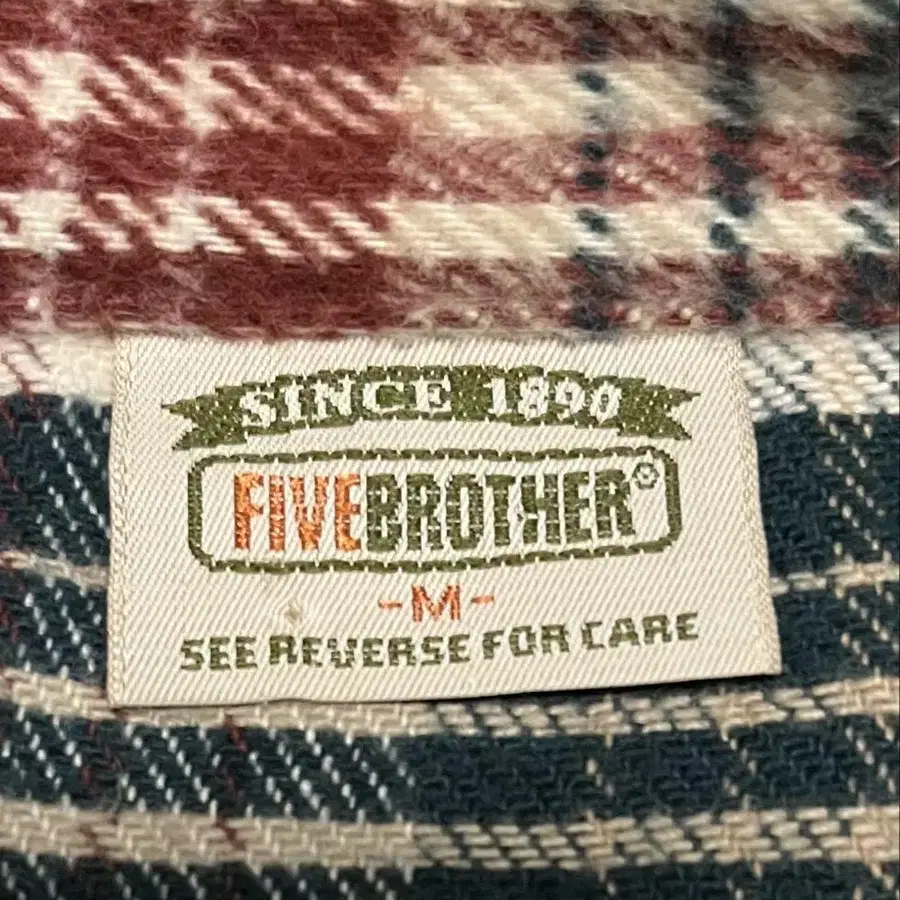 SINCE 1890
FIVEBROTHER®
-M-
SEE REVERSE FOR CARE